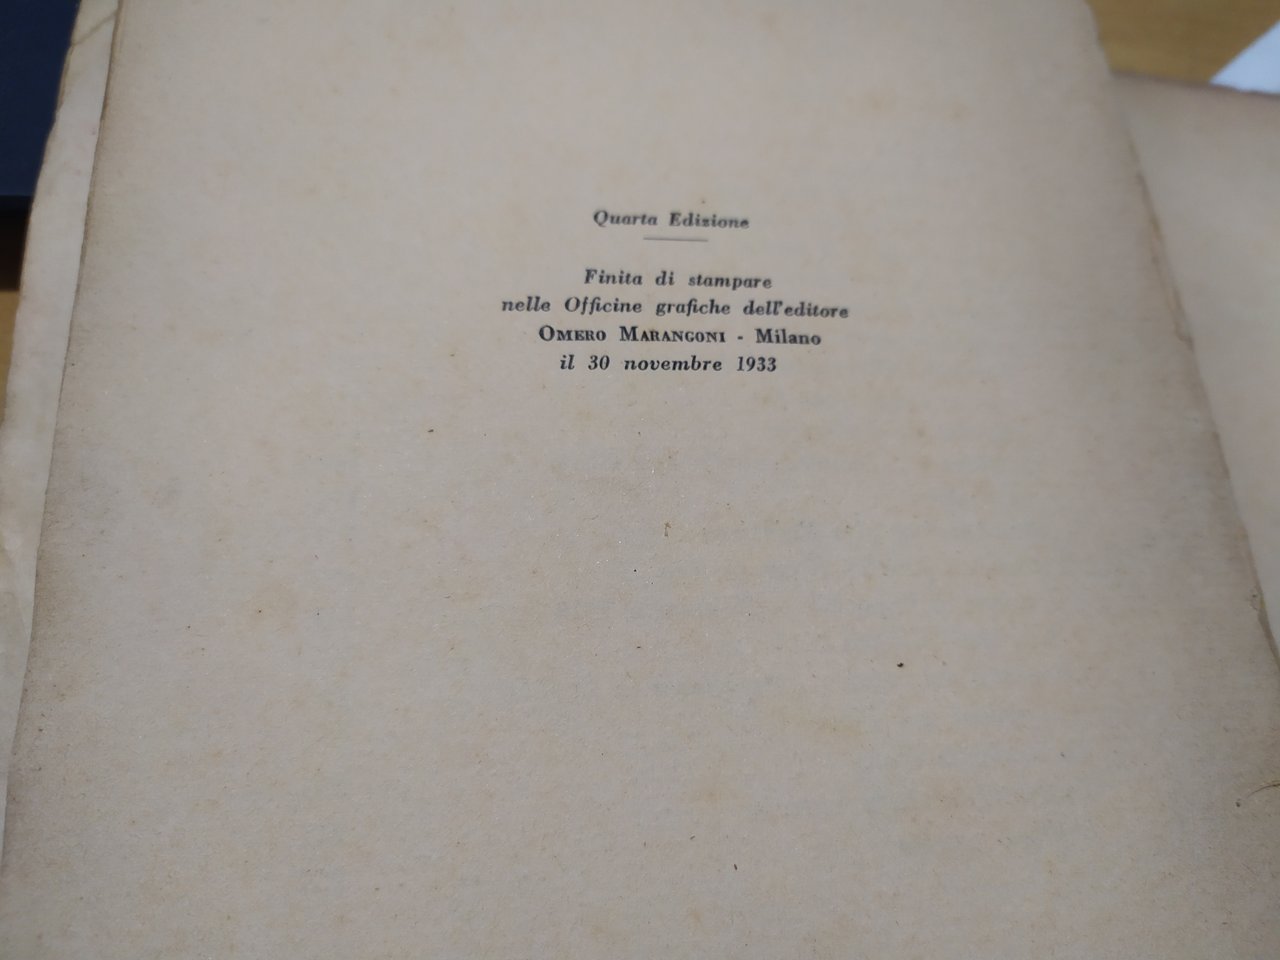 Quarta Edizione
Finita di stampare
nelle Officine grafiche dell'editore
OMERO MARANGONI - Milano
il 30 novembre 1933